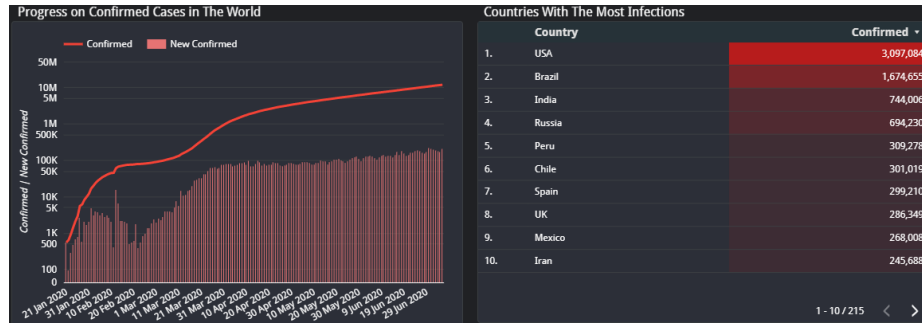 Progress on Confirmed Cases in The World
Confirmed
New Confirmed
Confirmed | New Confirmed
50M
10M
5M
1M
500K
100K
50K
10K
5K
1K
500
100
0
21 Jan 2020
31 Jan 2020
10 Feb 2020
20 Feb 2020
1 Mar 2020
11 Mar 2020
21 Mar 2020
31 Mar 2020
10 Apr 2020
20 Apr 2020
30 Apr 2020
10 May 2020
20 May 2020
30 May 2020
9 Jun 2020
19 Jun 2020
29 Jun 2020
Countries With The Most Infections
Country Confirmed
1. USA 3,097,084
2. Brazil 1,674,655
3. India 744,006
4. Russia 694,230
5. Peru 309,278
6. Chile 301,019
7. Spain 299,210
8. UK 286,349
9. Mexico 268,008
10. Iran 245,688
1 - 10 / 215